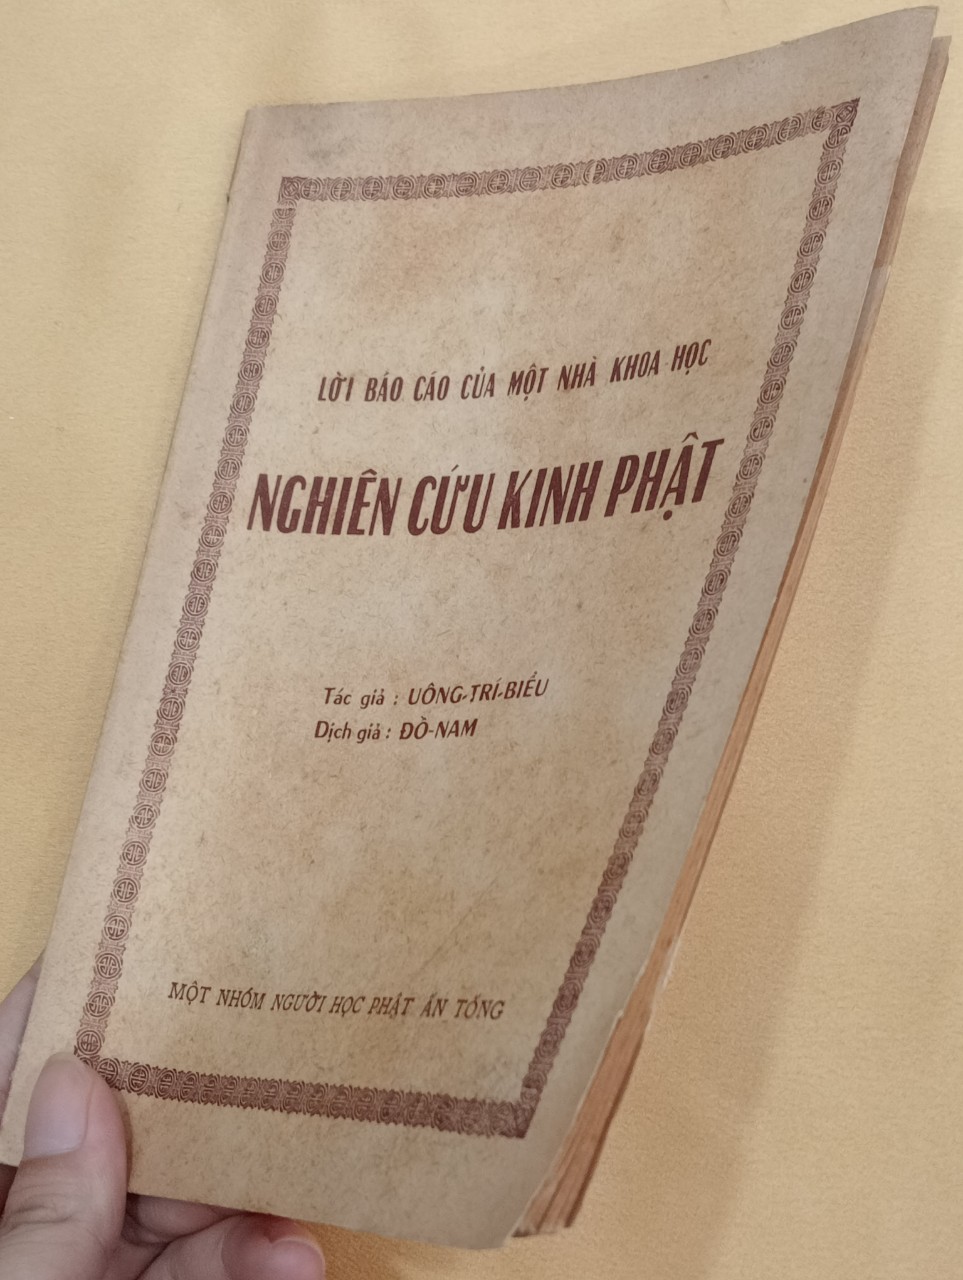 LỜI BÁO CÁO CỦA MỘT NHÀ KHOA HỌC
NGHIÊN CỨU KINH PHẬT
Tác giả : UÔNG-TRÍ-BIỂU
Dịch giả : ĐỒ-NAM
MỘT NHÓM NGƯỜI HỌC PHẬT ẤN TỐNG